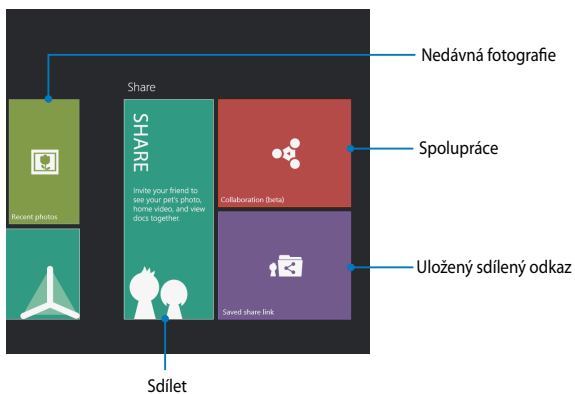 Nedávná fotografie
Share
SHARE
Invite your friend to
see your pet's photo,
home video, and view
docs together.
Recent photos
Collaboration (beta)
Spolupráce
Saved share link
Uložený sdílený odkaz
Sdílet